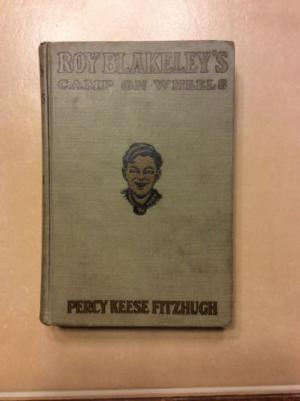 ROY BLAKELEY'S
CAMP ON WHEELS
PERCY KEESE FITZHUGH